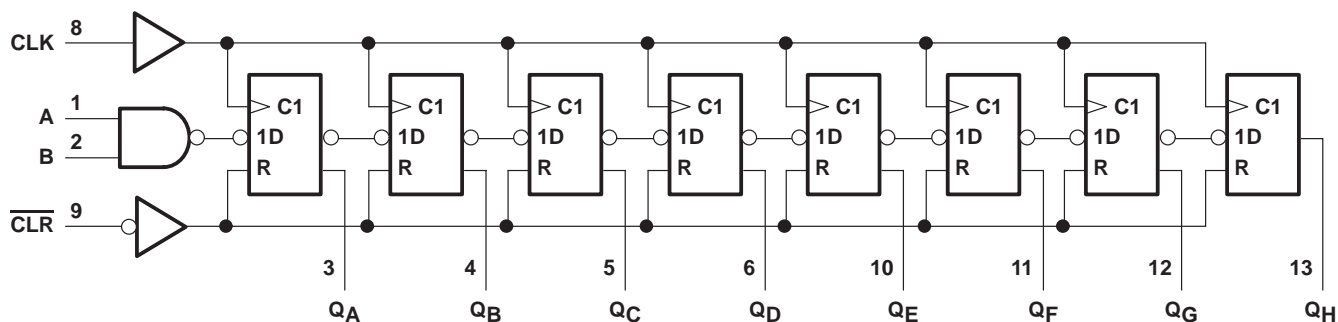 CLK 8
C1 C1 C1 C1 C1 C1 C1 C1
A 1
1D 1D 1D 1D 1D 1D 1D 1D
B 2
R R R R R R R R
CLR 9
3 4 5 6 10 11 12 13
QA QB QC QD QE QF QG QH